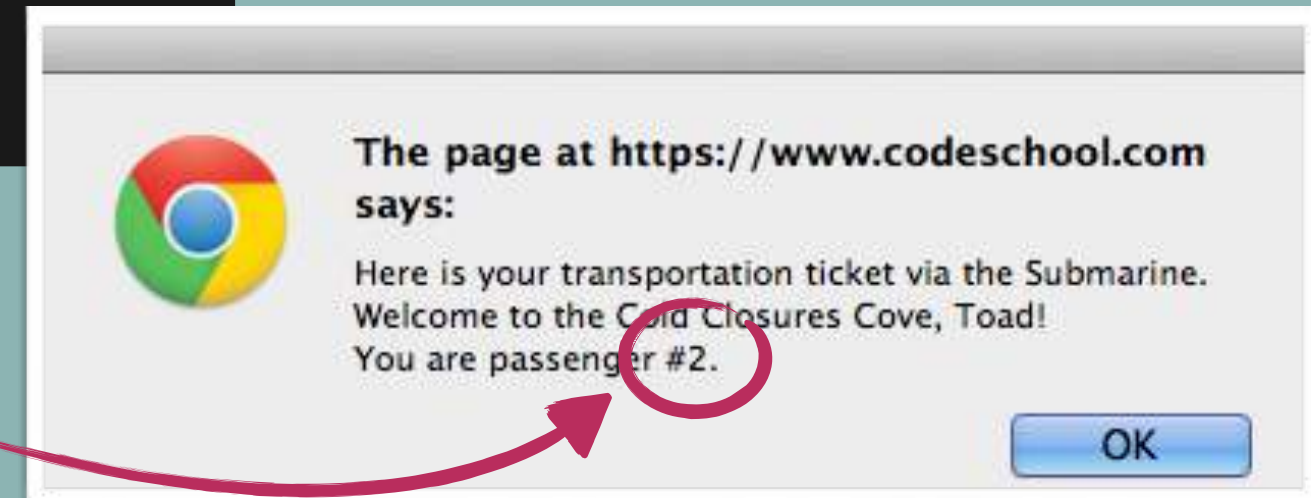 The page at https://www.codeschool.com
says:
Here is your transportation ticket via the Submarine.
Welcome to the Cold Closures Cove, Toad!
You are passenger #2.
OK